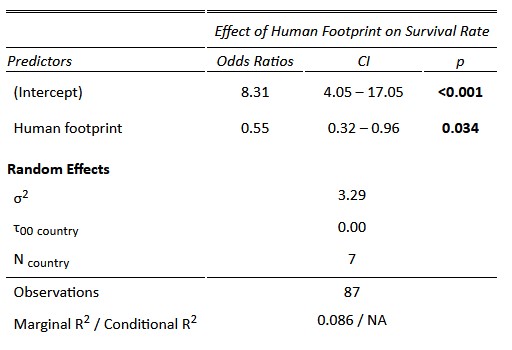 Effect of Human Footprint on Survival Rate
Predictors Odds Ratios CI p
(Intercept) 8.31 4.05 – 17.05 <0.001
Human footprint 0.55 0.32 – 0.96 0.034
Random Effects
σ² 3.29
τ₀₀ country 0.00
N country 7
Observations 87
Marginal R² / Conditional R² 0.086 / NA